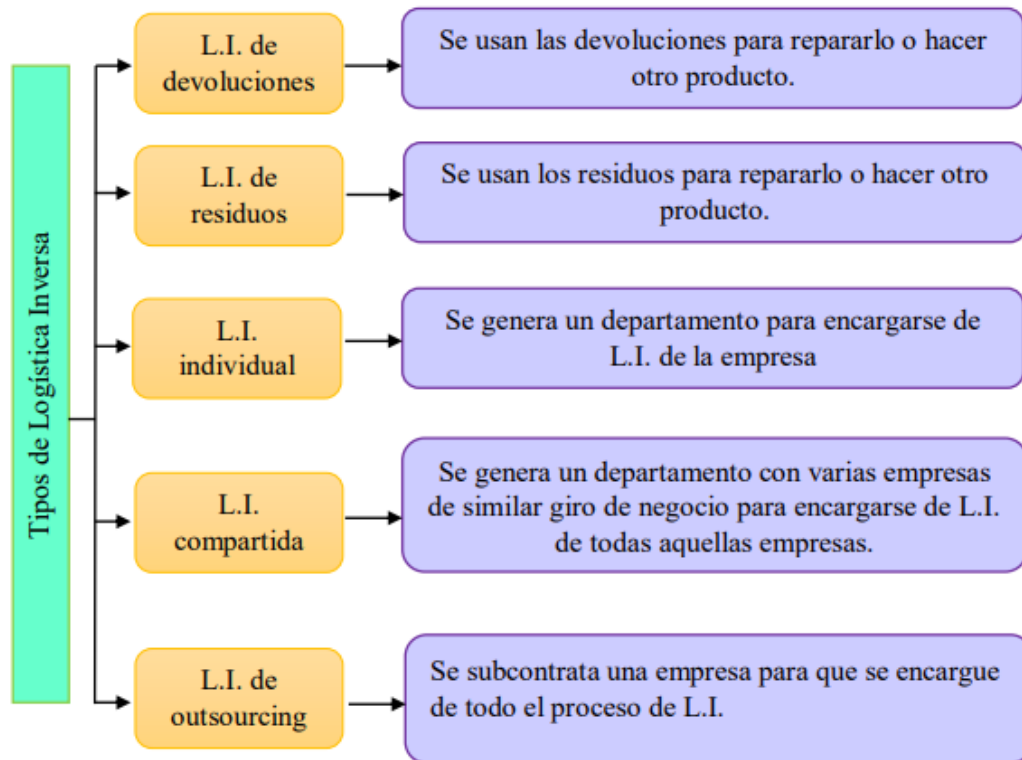 Tipos de Logística Inversa
L.I. de
devoluciones
Se usan las devoluciones para repararlo o hacer
otro producto.
L.I. de
residuos
Se usan los residuos para repararlo o hacer otro
producto.
L.I.
individual
Se genera un departamento para encargarse de
L.I. de la empresa
L.I.
compartida
Se genera un departamento con varias empresas
de similar giro de negocio para encargarse de L.I.
de todas aquellas empresas.
L.I. de
outsourcing
Se subcontrata una empresa para que se encargue
de todo el proceso de L.I.